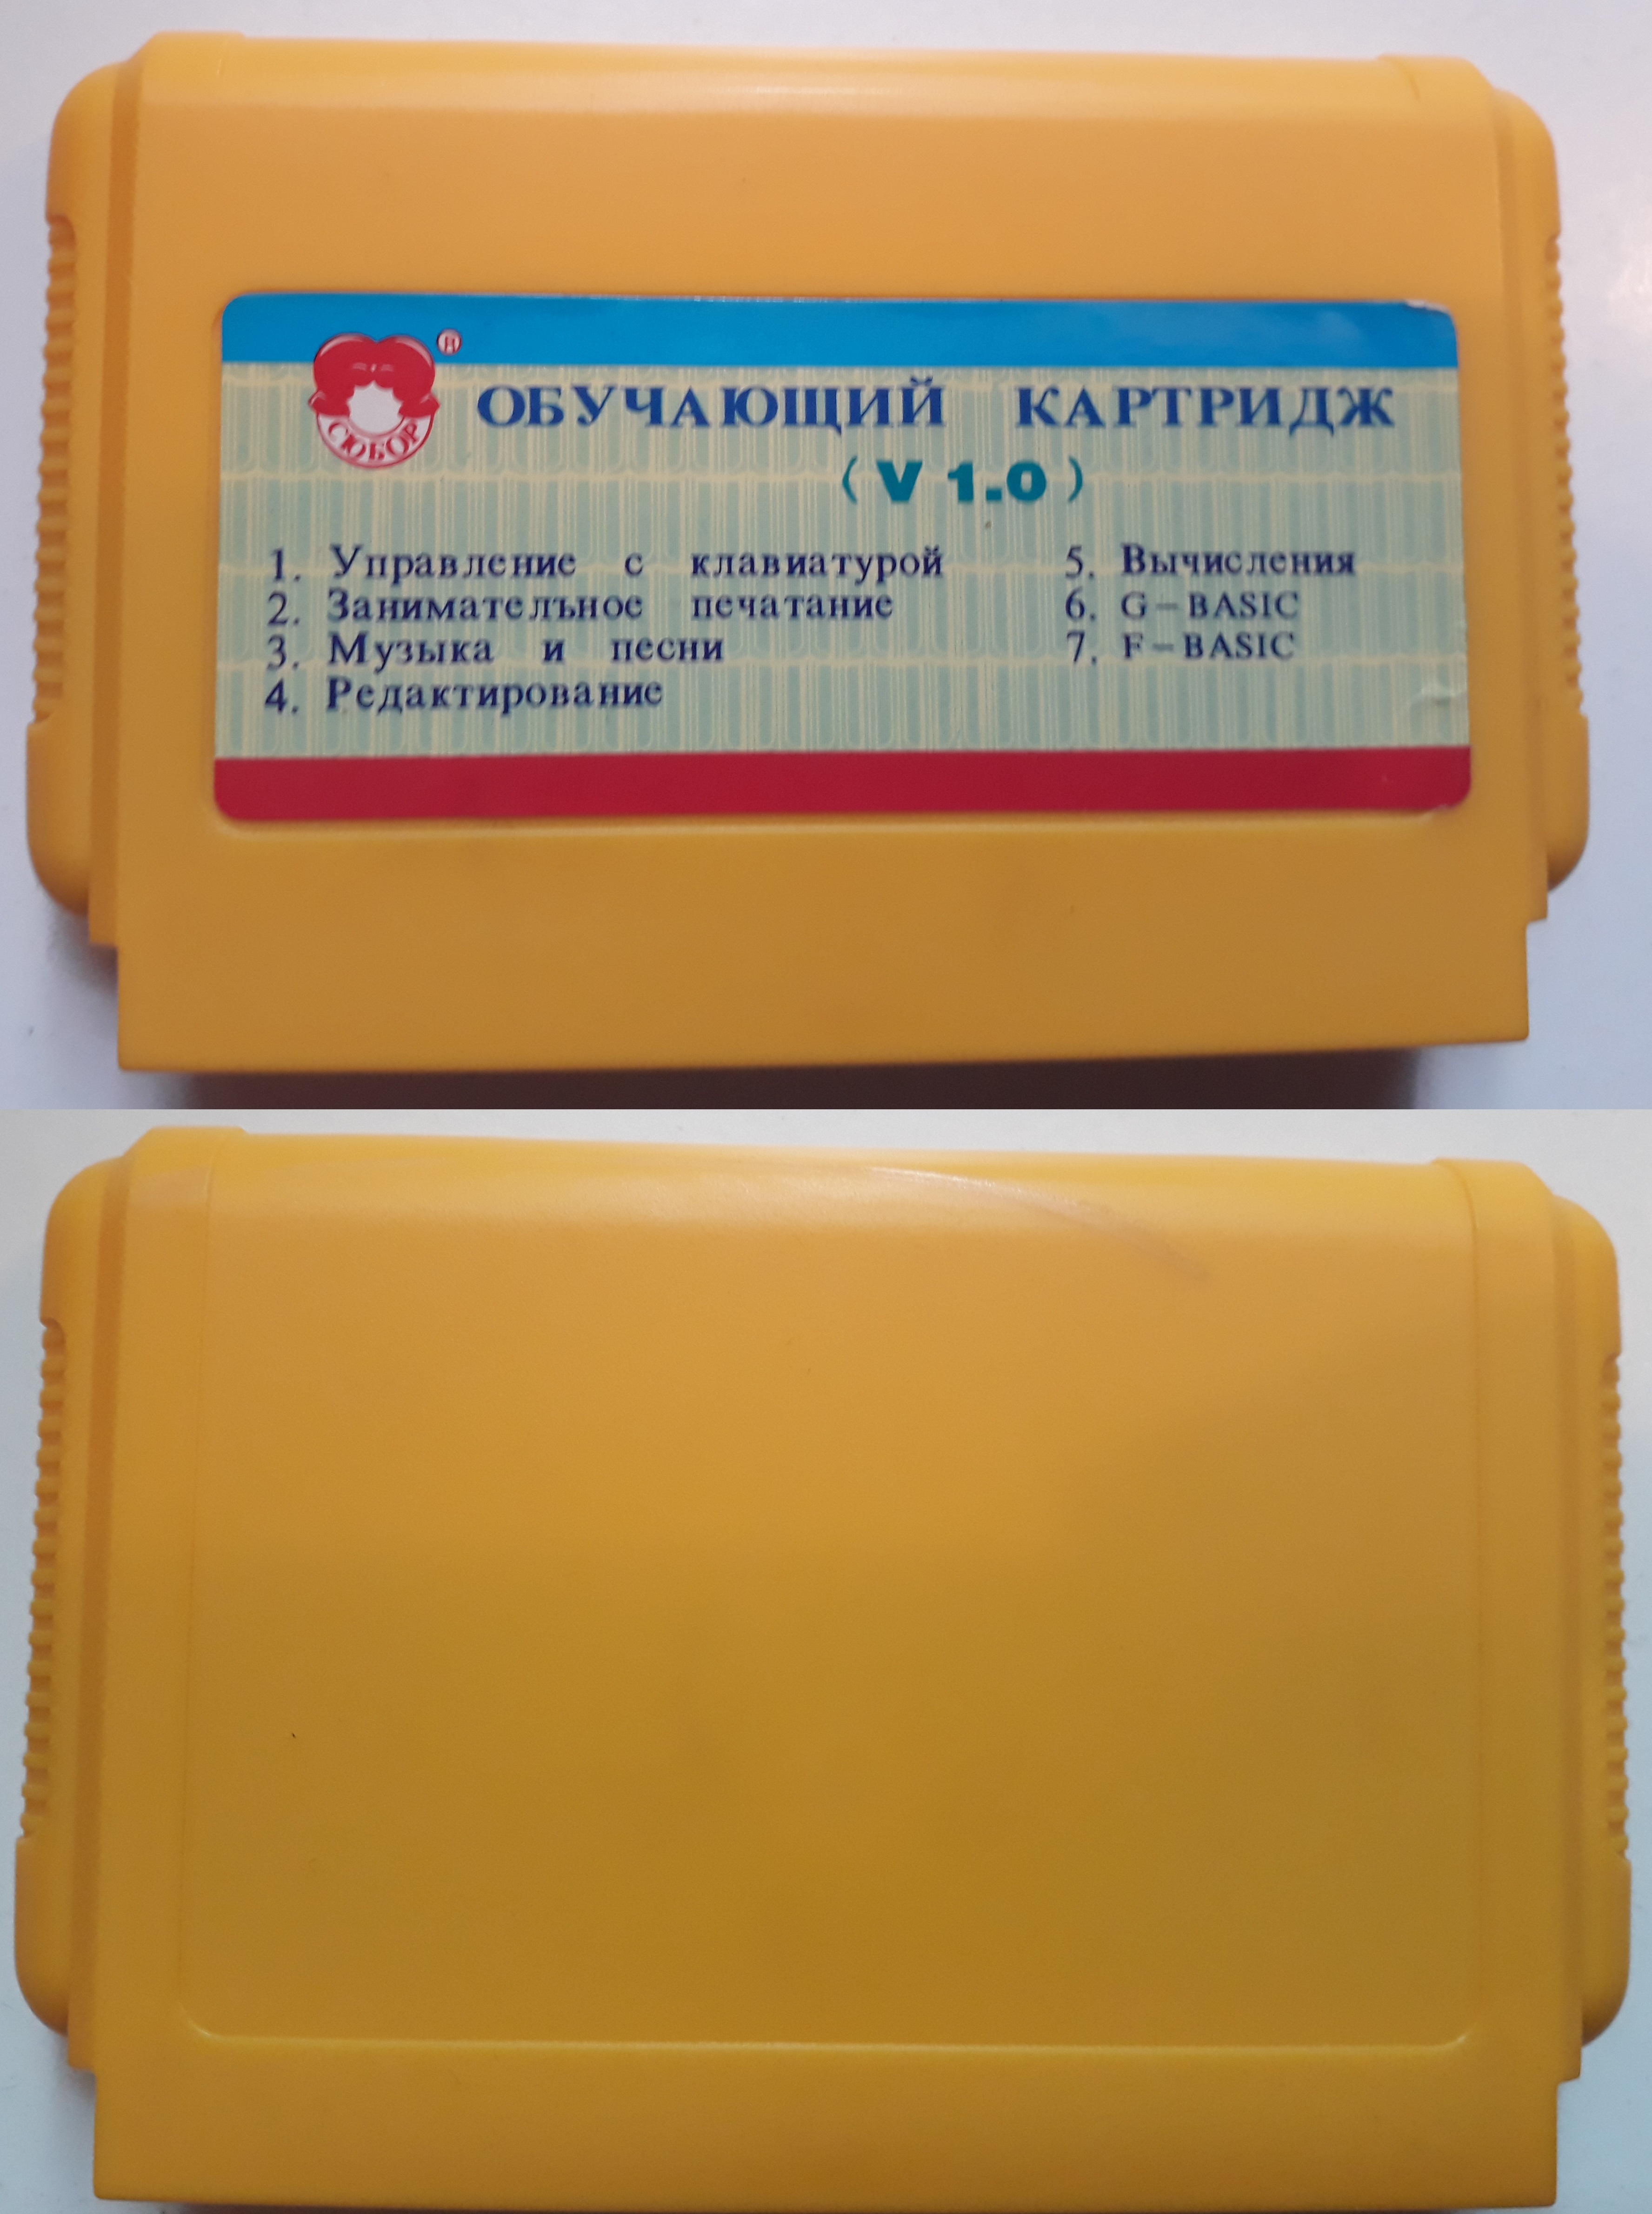 ®
СЮБОР
ОБУЧАЮЩИЙ КАРТРИДЖ
(V 1.0)
1. Управление с клавиатурой
2. Занимателъное печатание
3. Музыка и песни
4. Редактирование
5. Вычисления
6. G-BASIC
7. F-BASIC